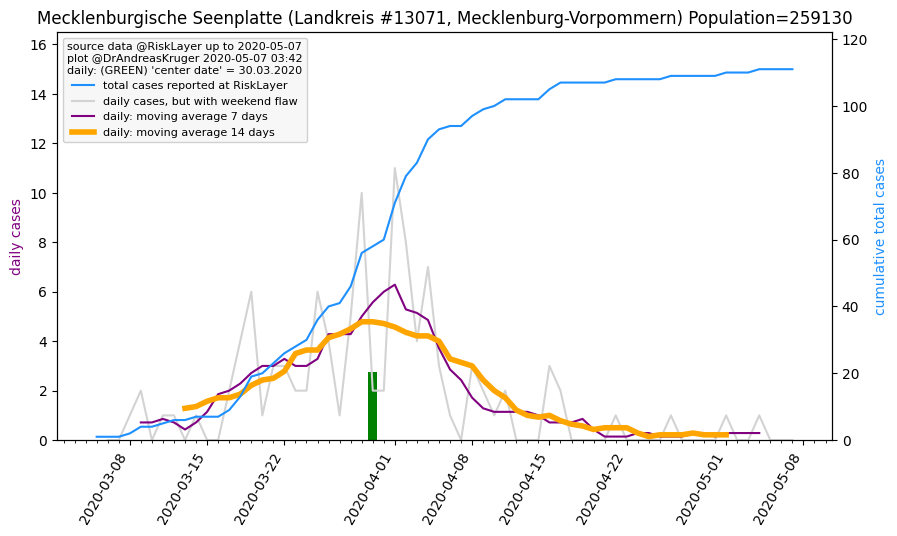 Mecklenburgische Seenplatte (Landkreis #13071, Mecklenburg-Vorpommern) Population=259130
source data @RiskLayer up to 2020-05-07
plot @DrAndreasKruger 2020-05-07 03:42
daily: (GREEN) 'center date' = 30.03.2020
total cases reported at RiskLayer
daily cases, but with weekend flaw
daily: moving average 7 days
daily: moving average 14 days
daily cases
16
14
12
10
8
6
4
2
0
cumulative total cases
120
100
80
60
40
20
0
2020-03-08
2020-03-15
2020-03-22
2020-04-01
2020-04-08
2020-04-15
2020-04-22
2020-05-01
2020-05-08